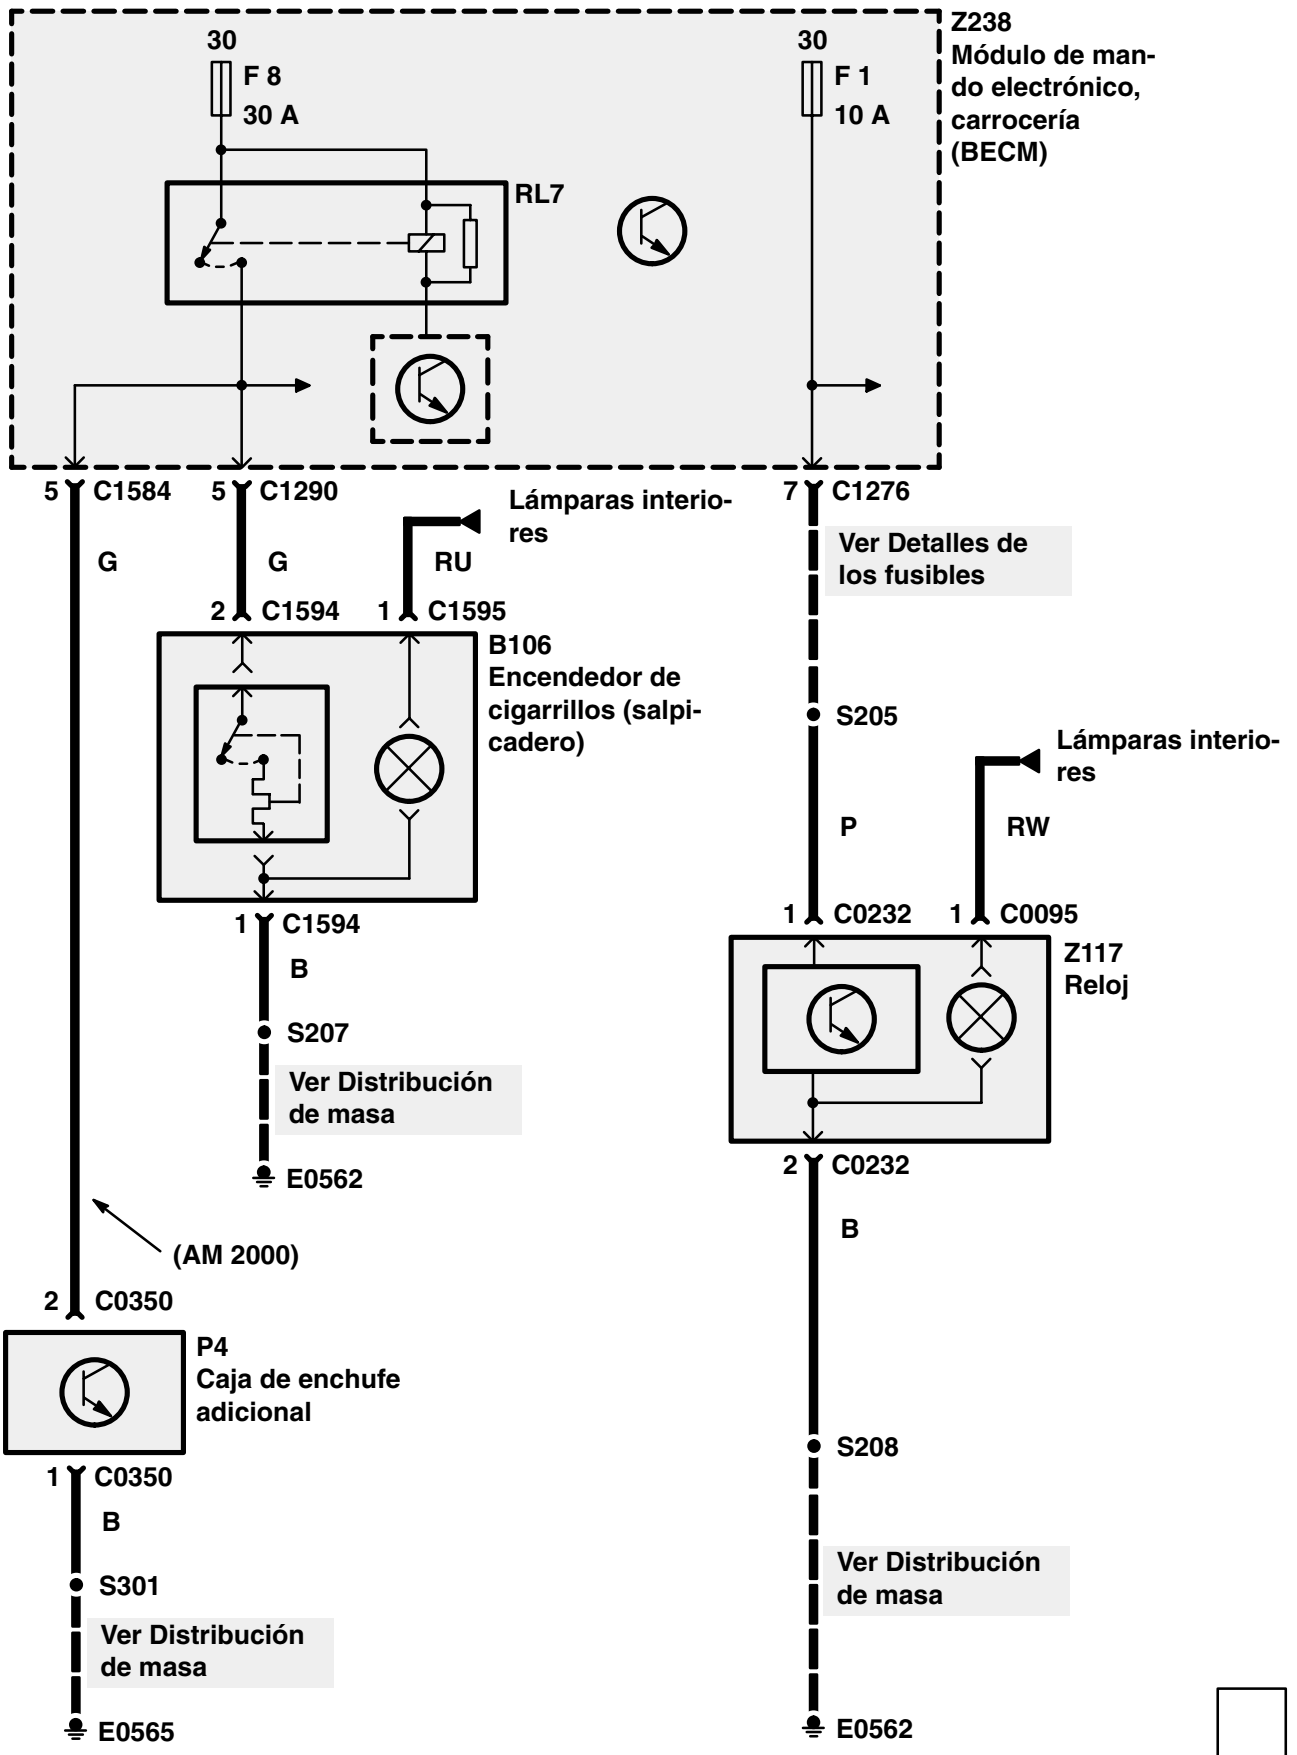 Z238
Módulo de man-
do electrónico,
carrocería
(BECM)
30
F 8
30 A
30
F 1
10 A
RL7
5 C1584
5 C1290
7 C1276
Lámparas interio-
res
Ver Detalles de
los fusibles
G
G
RU
2 C1594
1 C1595
B106
Encendedor de
cigarrillos (salpi-
cadero)
S205
Lámparas interio-
res
P
RW
1 C1594
1 C0232
1 C0095
Z117
Reloj
B
S207
Ver Distribución
de masa
E0562
2 C0232
B
(AM 2000)
2 C0350
P4
Caja de enchufe
adicional
S208
1 C0350
B
S301
Ver Distribución
de masa
Ver Distribución
de masa
E0565
E0562